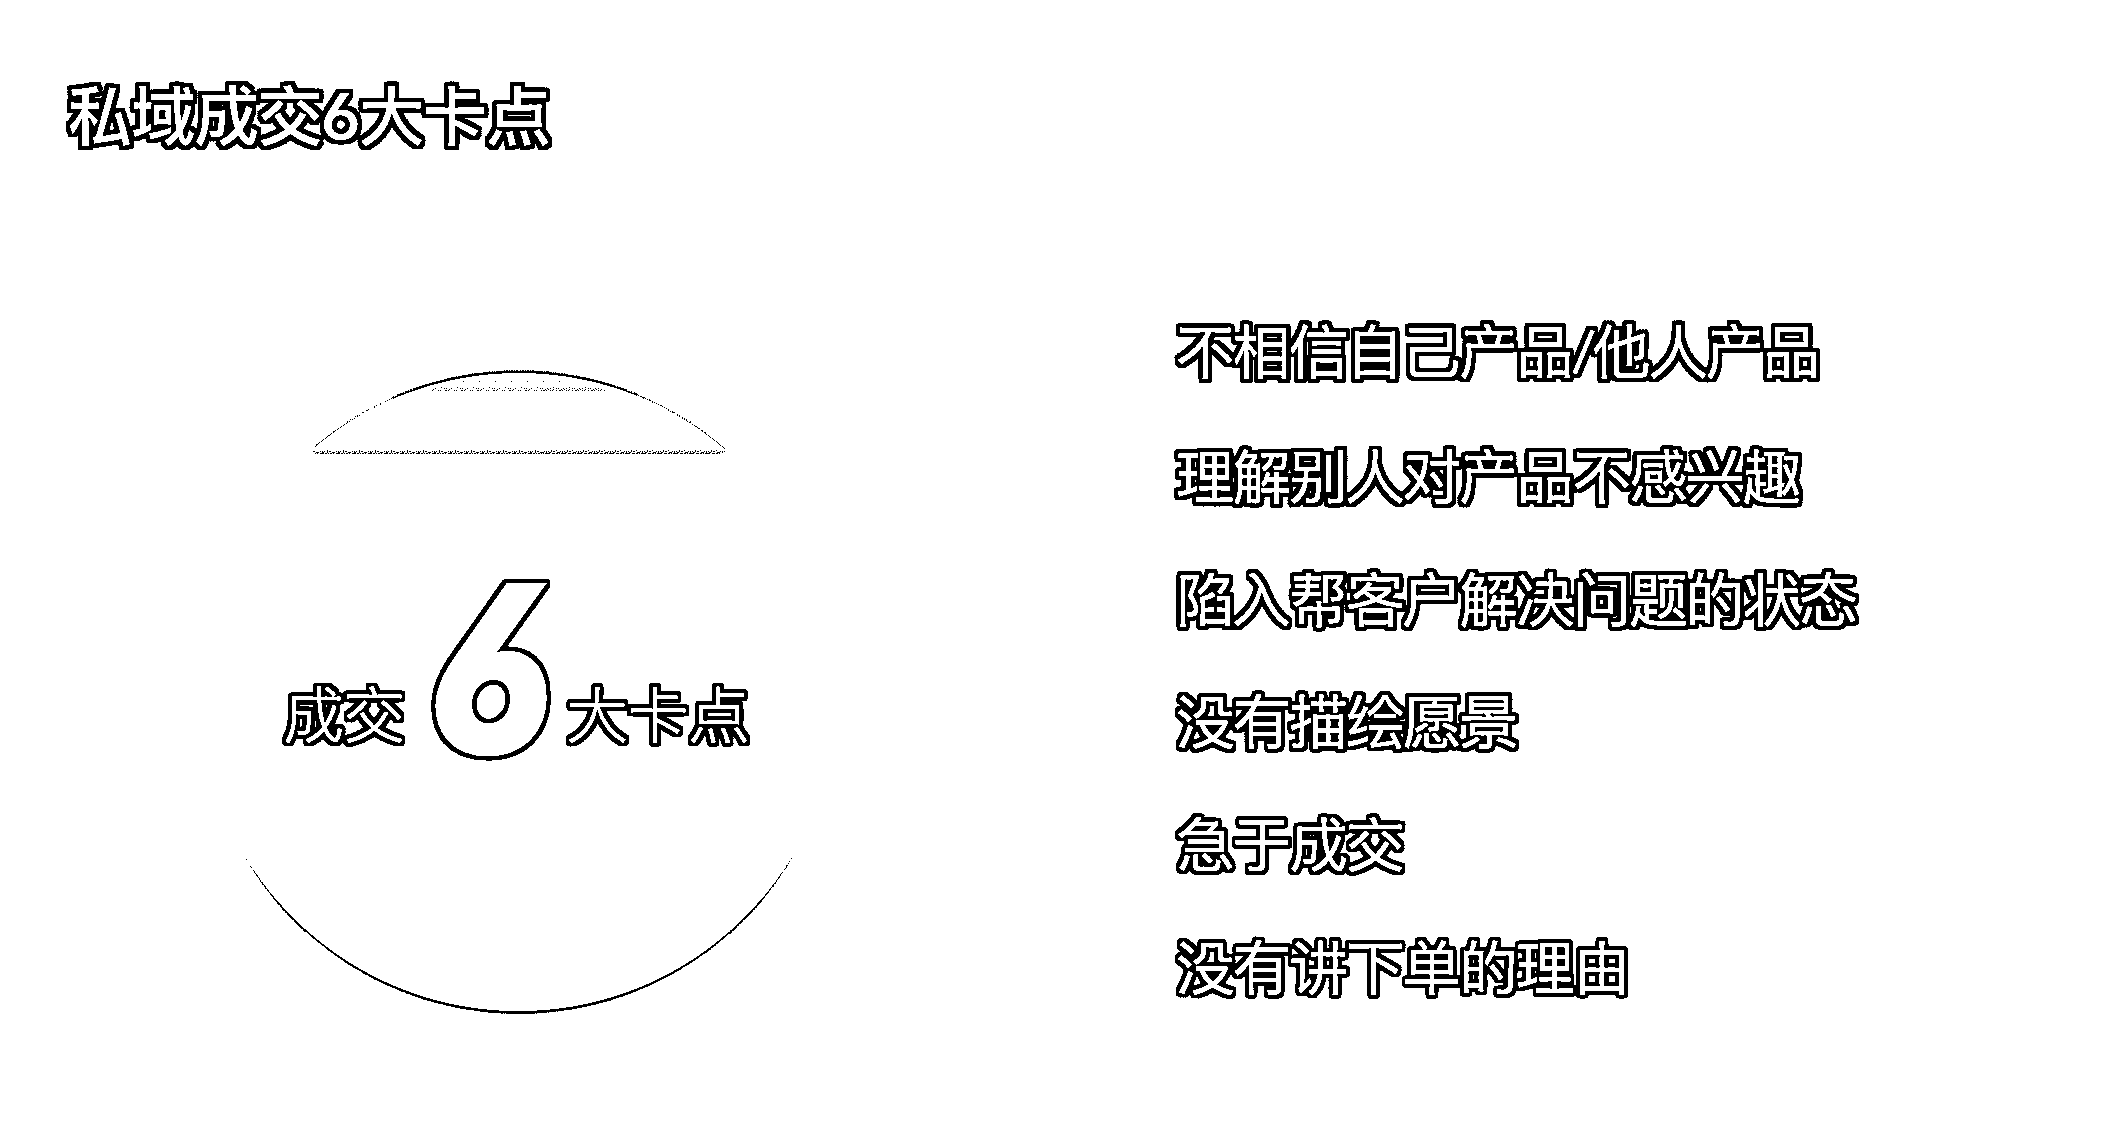 私域成交6大卡点
成交6大卡点
不相信自己产品/他人产品
理解别人对产品不感兴趣
陷入帮客户解决问题的状态
没有描绘愿景
急于成交
没有讲下单的理由